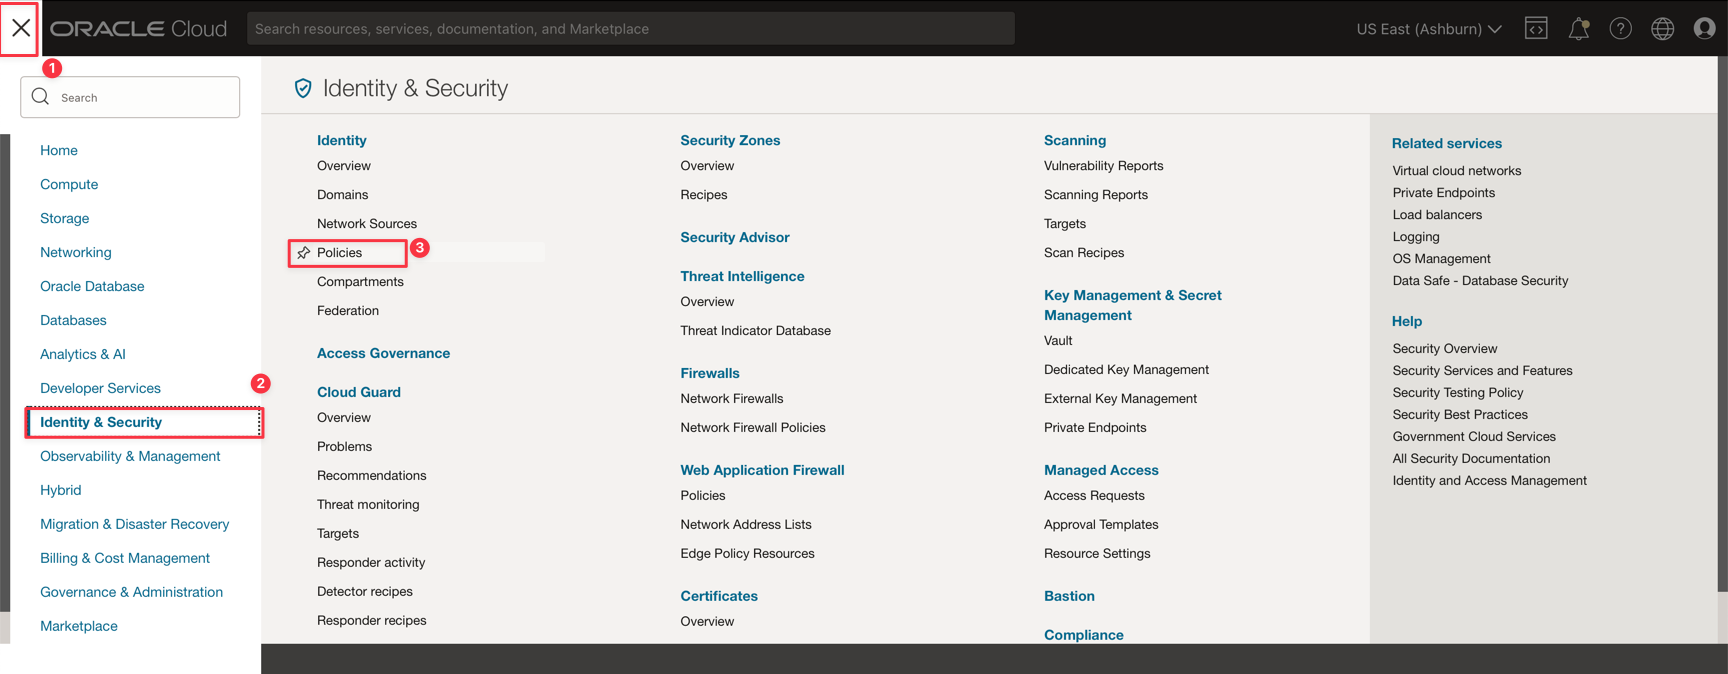 ORACLE Cloud
Search resources, services, documentation, and Marketplace
US East (Ashburn)
1
Search
Home
Compute
Storage
Networking
Oracle Database
Databases
Analytics & AI
Developer Services
2
Identity & Security
Observability & Management
Hybrid
Migration & Disaster Recovery
Billing & Cost Management
Governance & Administration
Marketplace
Identity & Security
Identity
Overview
Domains
Network Sources
Policies
3
Compartments
Federation
Access Governance
Cloud Guard
Overview
Problems
Recommendations
Threat monitoring
Targets
Responder activity
Detector recipes
Responder recipes
Security Zones
Overview
Recipes
Security Advisor
Threat Intelligence
Overview
Threat Indicator Database
Firewalls
Network Firewalls
Network Firewall Policies
Web Application Firewall
Policies
Network Address Lists
Edge Policy Resources
Certificates
Overview
Scanning
Vulnerability Reports
Scanning Reports
Targets
Scan Recipes
Key Management & Secret
Management
Vault
Dedicated Key Management
External Key Management
Private Endpoints
Managed Access
Access Requests
Approval Templates
Resource Settings
Bastion
Compliance
Related services
Virtual cloud networks
Private Endpoints
Load balancers
Logging
OS Management
Data Safe - Database Security
Help
Security Overview
Security Services and Features
Security Testing Policy
Security Best Practices
Government Cloud Services
All Security Documentation
Identity and Access Management